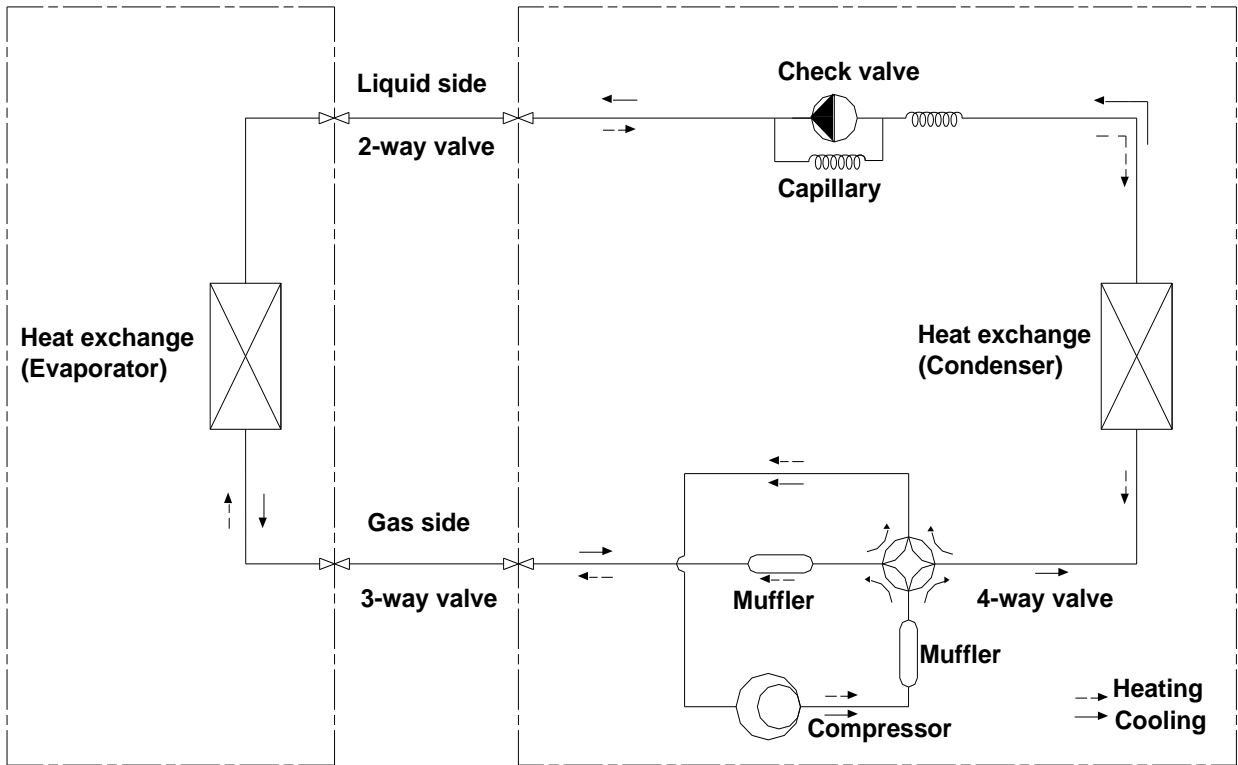 Check valve
Liquid side
2-way valve
Capillary
Heat exchange
(Evaporator)
Heat exchange
(Condenser)
Gas side
3-way valve
Muffler
4-way valve
Muffler
Compressor
Heating
Cooling